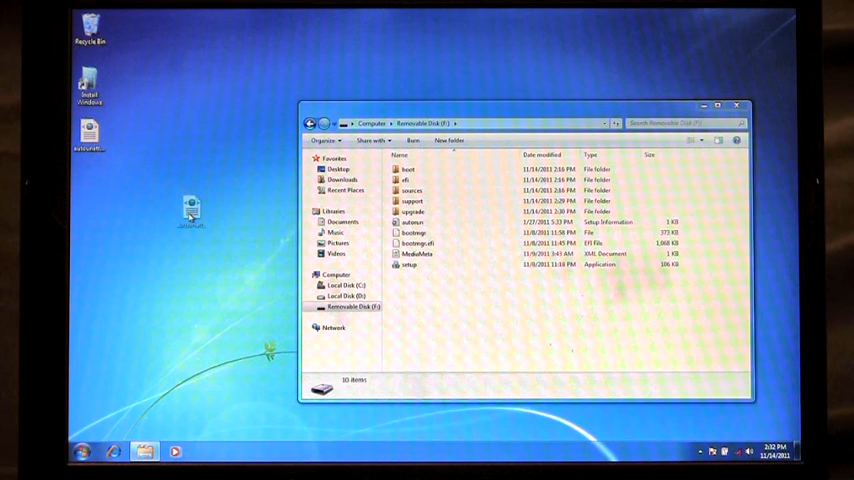 Recycle Bin
Install
Windows
Computer
Removable Disk (F:)
Search Removable Disk (F:)
Organize
Share with
Burn
New folder
Name
Date modified
Type
Size
Favorites
Desktop
Downloads
Recent Places
Libraries
Documents
Music
Pictures
Videos
Computer
Local Disk (C:)
Local Disk (D:)
Removable Disk (F:)
Network
boot 11/14/2011 2:16 PM File folder
efi 11/14/2011 2:16 PM File folder
sources 11/14/2011 2:16 PM File folder
support 11/14/2011 2:29 PM File folder
upgrade 11/14/2011 2:30 PM File folder
autorun 5:33 PM Setup Information 1 KB
bootmgr 11/8/2011 11:58 PM File 373 KB
bootmgr.efi 11/8/2011 11:45 PM EFI File 1,068 KB
MediaMeta 11/9/2011 3:43 AM XML Document 1 KB
setup 11/8/2011 11:18 PM Application 106 KB
10 items
2:32 PM
11/14/2011